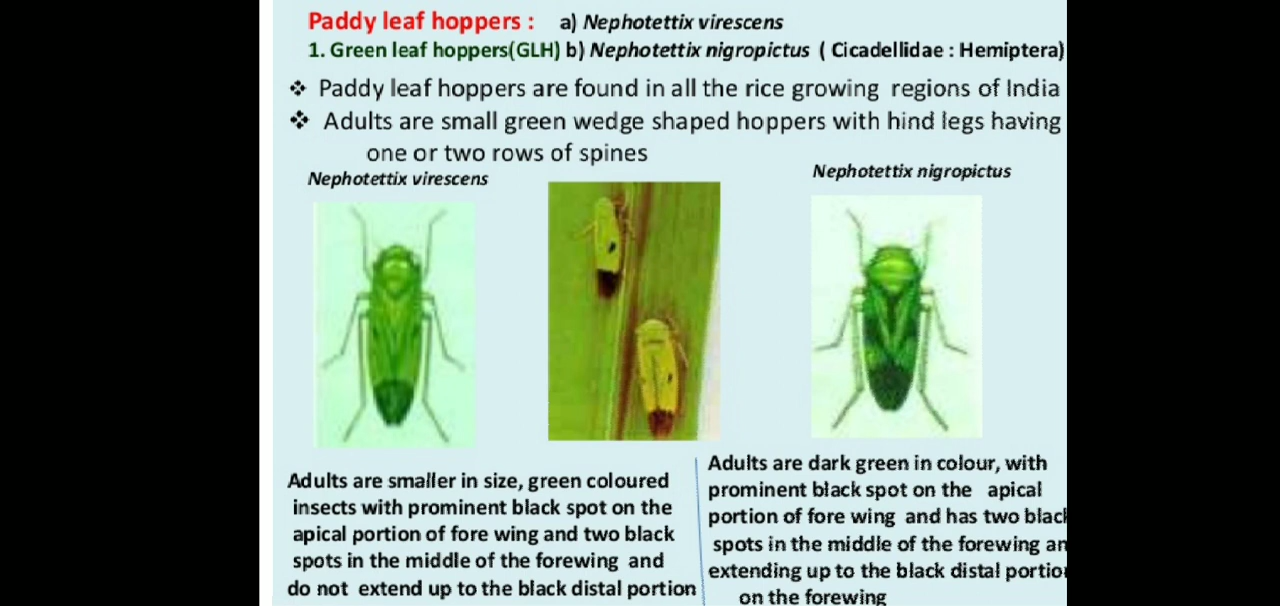 Paddy leaf hoppers : a) Nephotettix virescens
1. Green leaf hoppers(GLH) b) Nephotettix nigropictus ( Cicadellidae : Hemiptera)
❖ Paddy leaf hoppers are found in all the rice growing regions of India
❖ Adults are small green wedge shaped hoppers with hind legs having
one or two rows of spines
Nephotettix virescens
Nephotettix nigropictus
Adults are smaller in size, green coloured
insects with prominent black spot on the
apical portion of fore wing and two black
spots in the middle of the forewing and
do not extend up to the black distal portion
Adults are dark green in colour, with
prominent black spot on the apical
portion of fore wing and has two blac
spots in the middle of the forewing an
extending up to the black distal portio
on the forewing